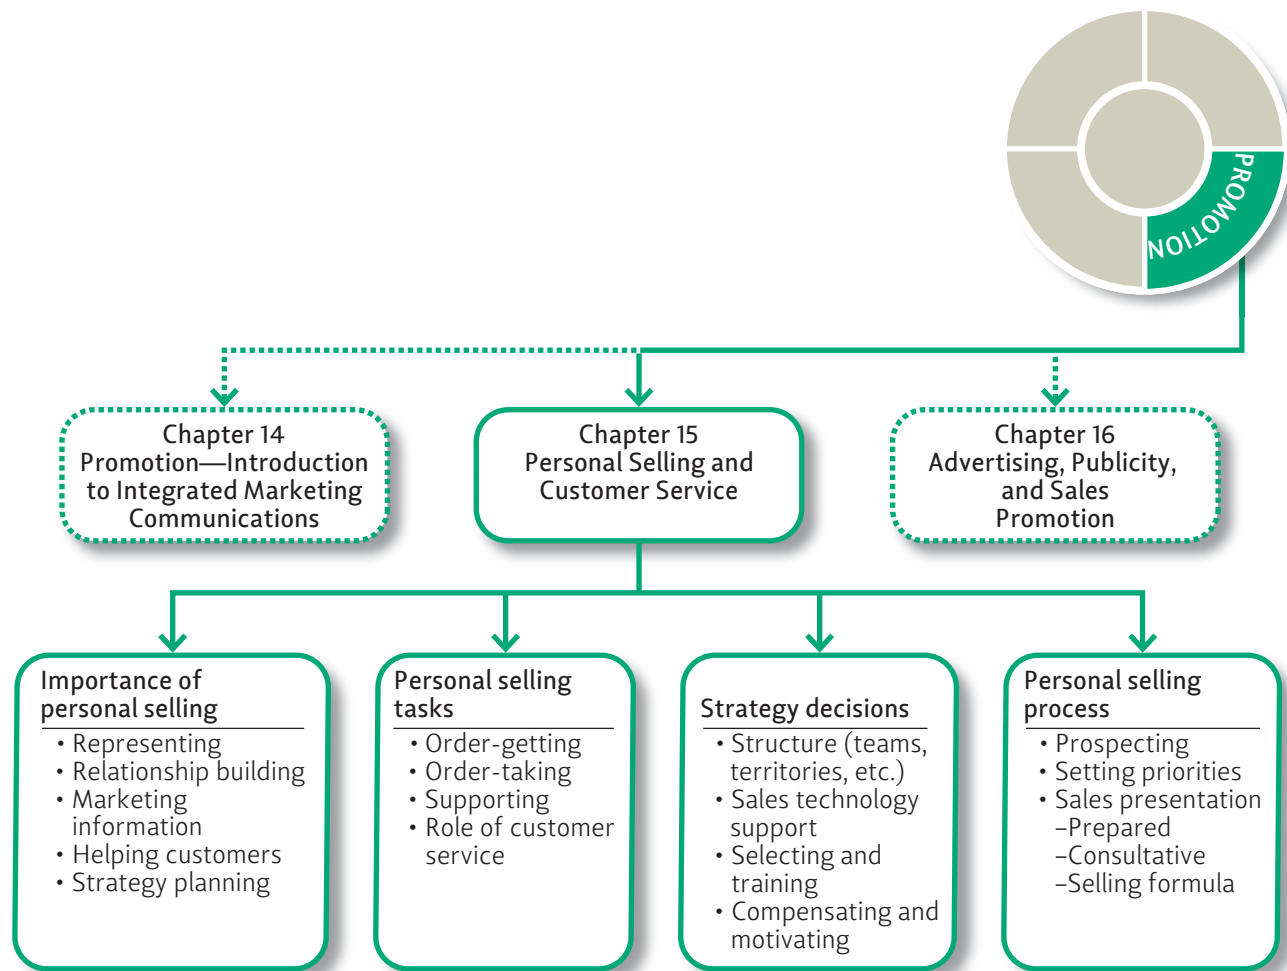 PROMOTION
Chapter 14
Promotion—Introduction
to Integrated Marketing
Communications
Chapter 15
Personal Selling and
Customer Service
Chapter 16
Advertising, Publicity,
and Sales
Promotion
Importance of
personal selling
• Representing
• Relationship building
• Marketing
information
• Helping customers
• Strategy planning
Personal selling
tasks
• Order-getting
• Order-taking
• Supporting
• Role of customer
service
Strategy decisions
• Structure (teams,
territories, etc.)
• Sales technology
support
• Selecting and
training
• Compensating and
motivating
Personal selling
process
• Prospecting
• Setting priorities
• Sales presentation
–Prepared
–Consultative
–Selling formula